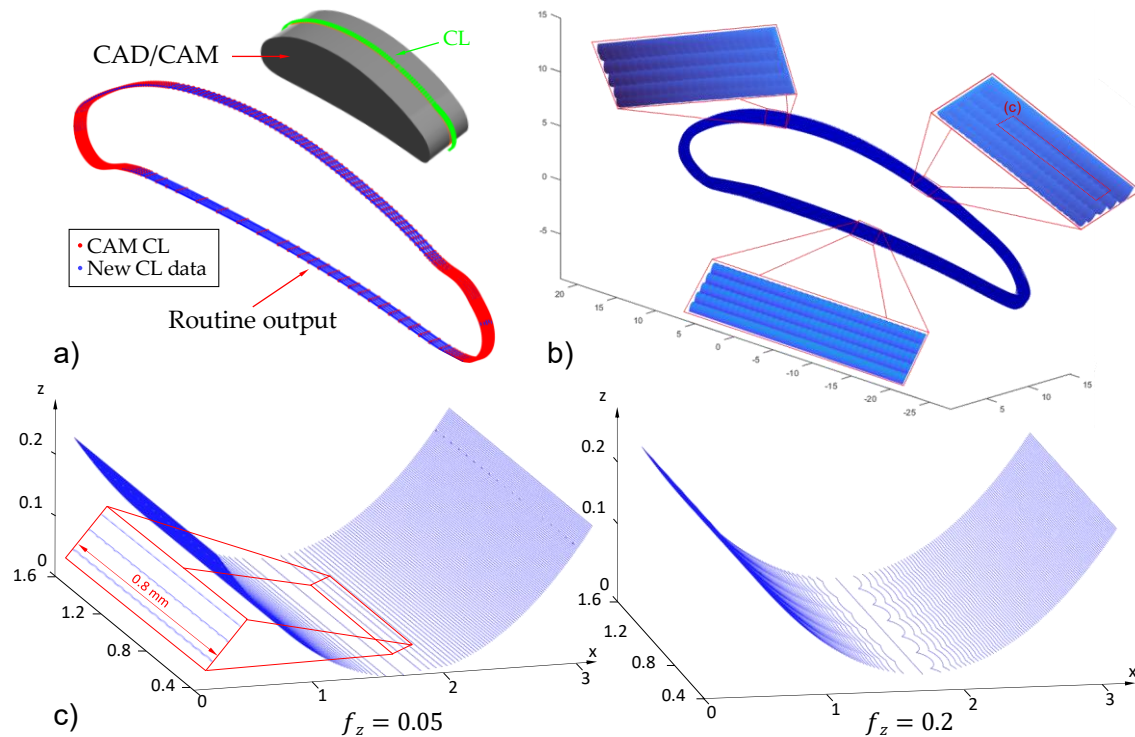 CAD/CAM
CL
CAM CL
New CL data
Routine output
a)
15
10
5
0
-5
20
15
10
5
0
-5
-10
-15
-20
-25
5
10
15
(c)
b)
z
0.2
0.1
0
1.6
1.2
0.8
0.4
0
1
2
3
x
0.8 mm
c)
f_z = 0.05
z
0.2
0.1
0
1.6
1.2
0.8
0.4
0
1
2
3
x
f_z = 0.2